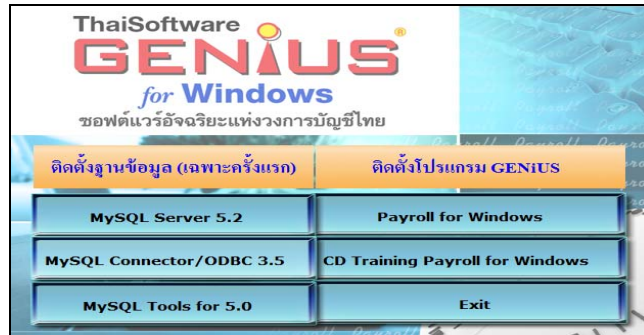 ThaiSoftware
GENiUS®
for Windows
ซอฟต์แวร์อัจฉริยะแห่งวงการบัญชีไทย
ติดตั้งฐานข้อมูล (เฉพาะครั้งแรก)
ติดตั้งโปรแกรม GENiUS
MySQL Server 5.2
Payroll for Windows
MySQL Connector/ODBC 3.5
CD Training Payroll for Windows
MySQL Tools for 5.0
Exit